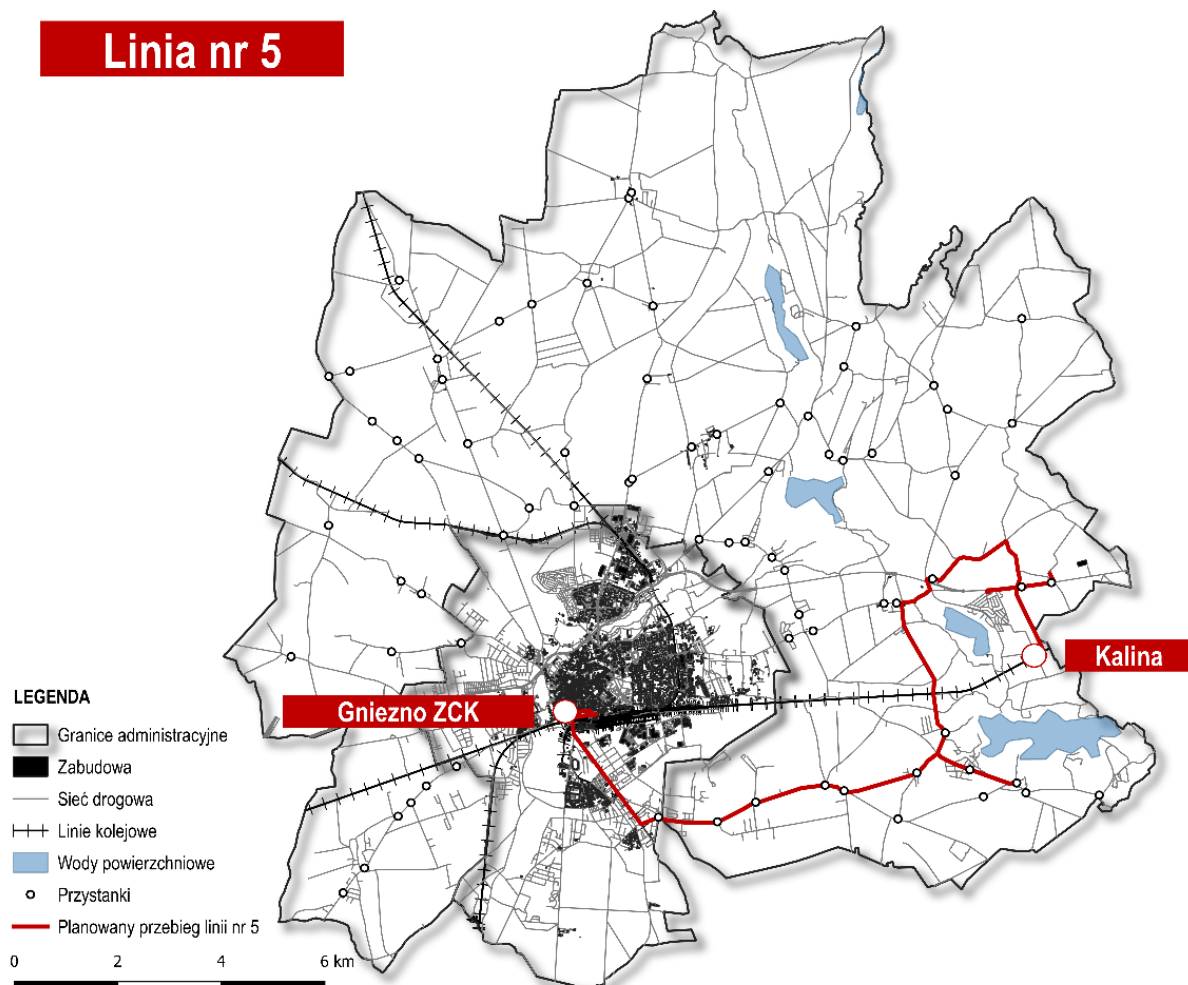 Linia nr 5
Kalina
Gniezno ZCK
LEGENDA
Granice administracyjne
Zabudowa
Sieć drogowa
Linie kolejowe
Wody powierzchniowe
Przystanki
Planowany przebieg linii nr 5
0 2 4 6 km